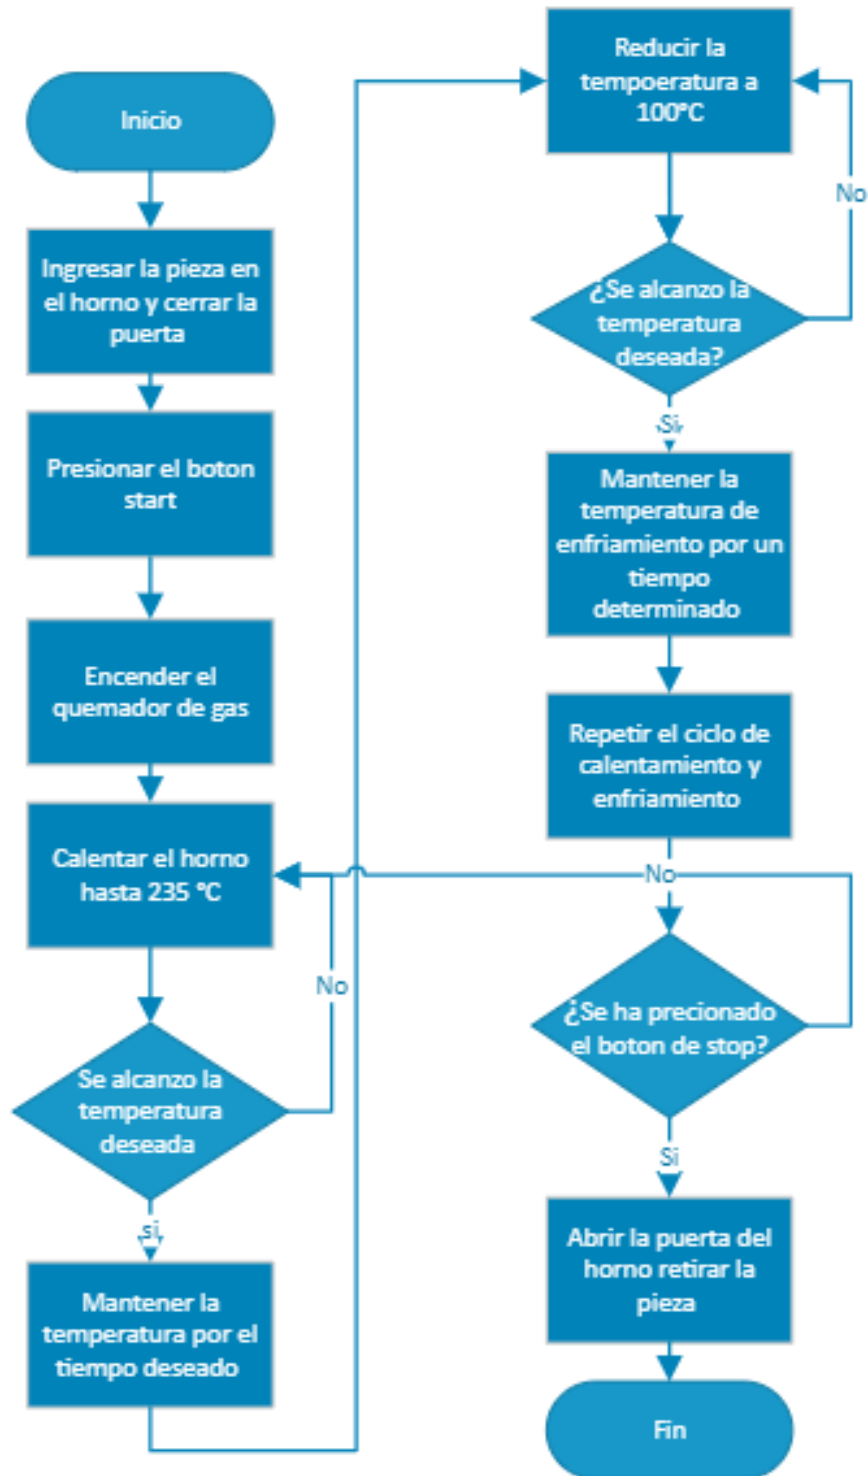 Inicio
Ingresar la pieza en
el horno y cerrar la
puerta
Presionar el boton
start
Encender el
quemador de gas
Calentar el horno
hasta 235 °C
No
Se alcanzo la
temperatura
deseada
si
Mantener la
temperatura por el
tiempo deseado
Reducir la
tempoeratura a
100°C
No
¿Se alcanzo la
temperatura
deseada?
Si
Mantener la
temperatura de
enfriamiento por un
tiempo
determinado
Repetir el ciclo de
calentamiento y
enfriamiento
No
¿Se ha precionado
el boton de stop?
Si
Abrir la puerta del
horno retirar la
pieza
Fin